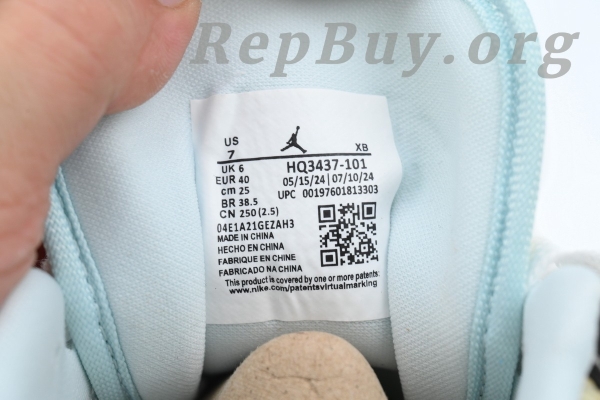 RepBuy.org
US
7
XB
UK 6
HQ3437-101
EUR 40
05/15/24 | 07/10/24
cm 25
UPC 00197601813303
BR 38.5
CN 250 (2.5)
04E1A21GEZAH3
MADE IN CHINA
HECHO EN CHINA
FABRIQUE EN CHINE
FABRICADO NA CHINA
This product is covered by one or more patents:
www.nike.com/patentsvirtualmarking